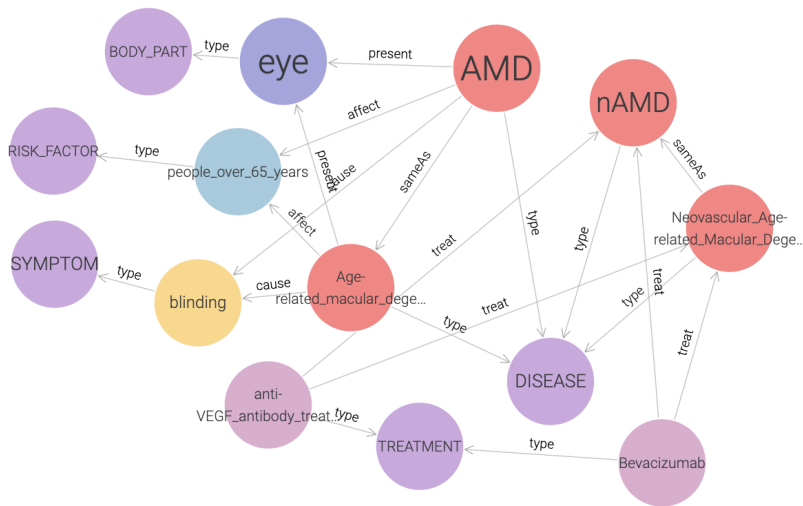 BODY_PART
type
eye
present
AMD
nAMD
affect
RISK_FACTOR
type
people_over_65_years
present
cause
sameAs
sameAs
type
type
treat
affect
Neovascular_Age-
related_Macular_Dege...
SYMPTOM
type
blinding
cause
Age-
related_macular_dege...
treat
treat
type
type
treat
DISEASE
anti-
VEGF_antibody_treat...
type
TREATMENT
type
Bevacizumab